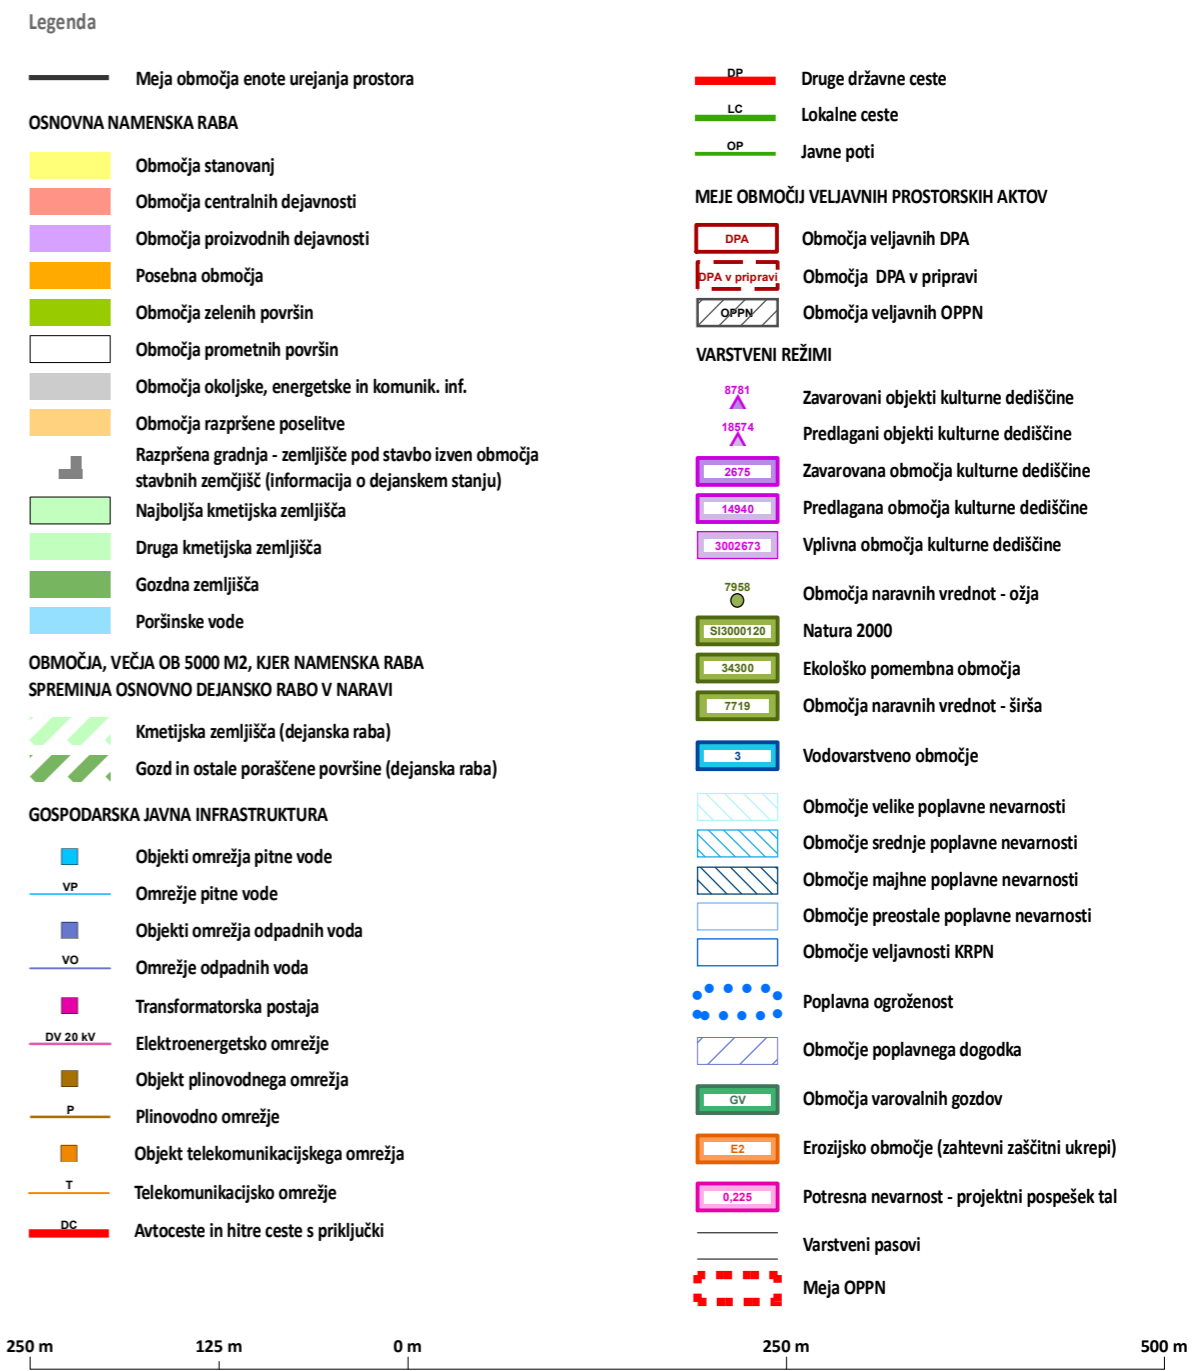 Legenda
Meja območja enote urejanja prostora
OSNOVNA NAMENSKA RABA
Območja stanovanj
Območja centralnih dejavnosti
Območja proizvodnih dejavnosti
Posebna območja
Območja zelenih površin
Območja prometnih površin
Območja okoljske, energetske in komunik. inf.
Območja razpršene poselitve
Razpršena gradnja - zemljišče pod stavbo izven območja
stavbnih zemčjišč (informacija o dejanskem stanju)
Najboljša kmetijska zemljišča
Druga kmetijska zemljišča
Gozdna zemljišča
Poršinske vode
OBMOČJA, VEČJA OB 5000 M2, KJER NAMENSKA RABA
SPREMINJA OSNOVNO DEJANSKO RABO V NARAVI
Kmetijska zemljišča (dejanska raba)
Gozd in ostale poraščene površine (dejanska raba)
GOSPODARSKA JAVNA INFRASTRUKTURA
Objekti omrežja pitne vode
VP Omrežje pitne vode
Objekti omrežja odpadnih voda
VO Omrežje odpadnih voda
Transformatorska postaja
DV 20 kV Elektroenergetsko omrežje
Objekt plinovodnega omrežja
P Plinovodno omrežje
Objekt telekomunikacijskega omrežja
T Telekomunikacijsko omrežje
DC Avtoceste in hitre ceste s priključki
DP Druge državne ceste
LC Lokalne ceste
OP Javne poti
MEJE OBMOČIJ VELJAVNIH PROSTORSKIH AKTOV
DPA Območja veljavnih DPA
DPA v pripravi Območja DPA v pripravi
OPPN Območja veljavnih OPPN
VARSTVENI REŽIMI
8781 Zavarovani objekti kulturne dediščine
18574 Predlagani objekti kulturne dediščine
2675 Zavarovana območja kulturne dediščine
14940 Predlagana območja kulturne dediščine
3002673 Vplivna območja kulturne dediščine
7958 Območja naravnih vrednot - ožja
SI3000120 Natura 2000
34300 Ekološko pomembna območja
7719 Območja naravnih vrednot - širša
3 Vodovarstveno območje
Območje velike poplavne nevarnosti
Območje srednje poplavne nevarnosti
Območje majhne poplavne nevarnosti
Območje preostale poplavne nevarnosti
Območje veljavnosti KRPN
Poplavna ogroženost
Območje poplavnega dogodka
GV Območja varovalnih gozdov
E2 Erozijsko območje (zahtevni zaščitni ukrepi)
0,225 Potresna nevarnost - projektni pospešek tal
Varstveni pasovi
Meja OPPN
250 m 125 m 0 m 250 m 500 m